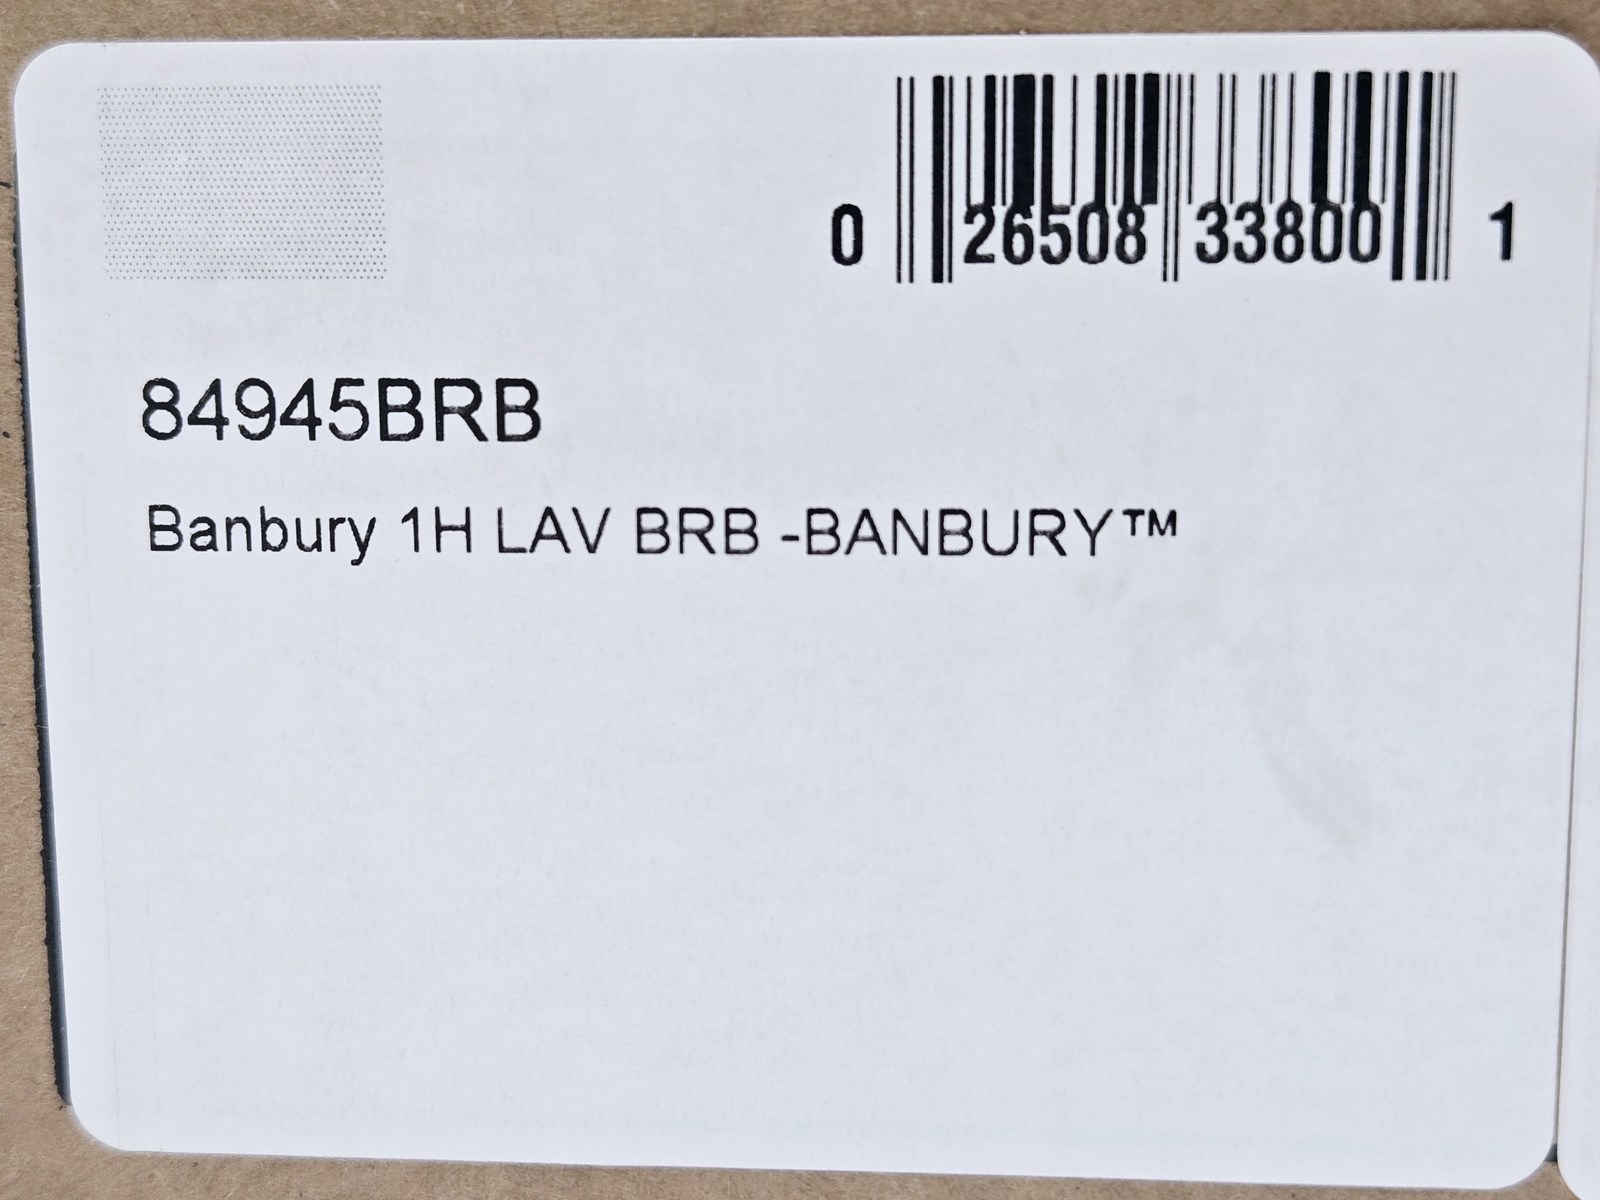 0 26508 33800 1
84945BRB
Banbury 1H LAV BRB -BANBURY™